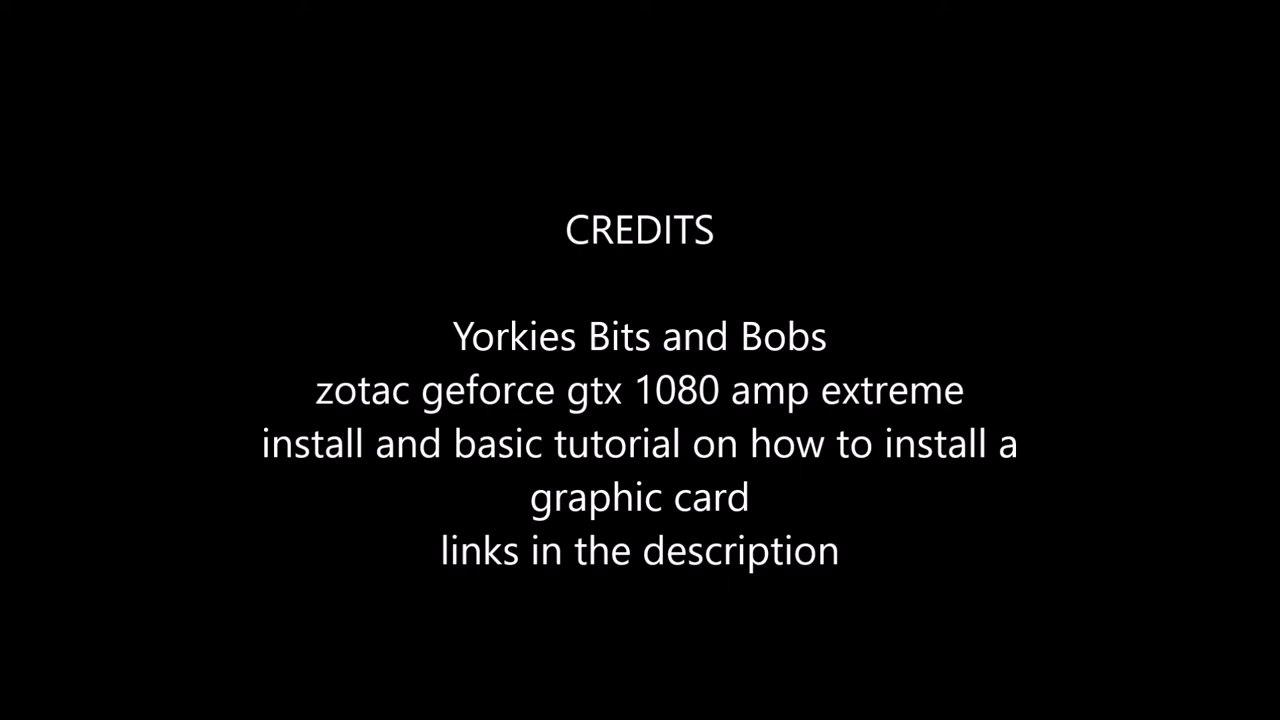 CREDITS
Yorkies Bits and Bobs
zotac geforce gtx 1080 amp extreme
install and basic tutorial on how to install a
graphic card
links in the description